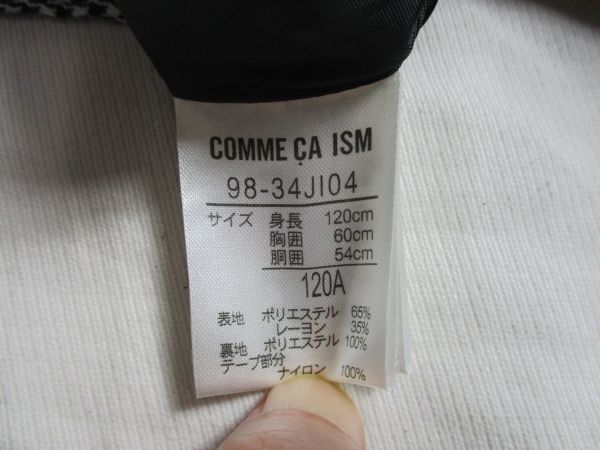 COMME ÇA ISM
98-34JI04
サイズ 身長 120cm
胸囲 60cm
胴囲 54cm
120A
表地 ポリエステル 65%
レーヨン 35%
裏地 ポリエステル 100%
テープ部分
ナイロン 100%